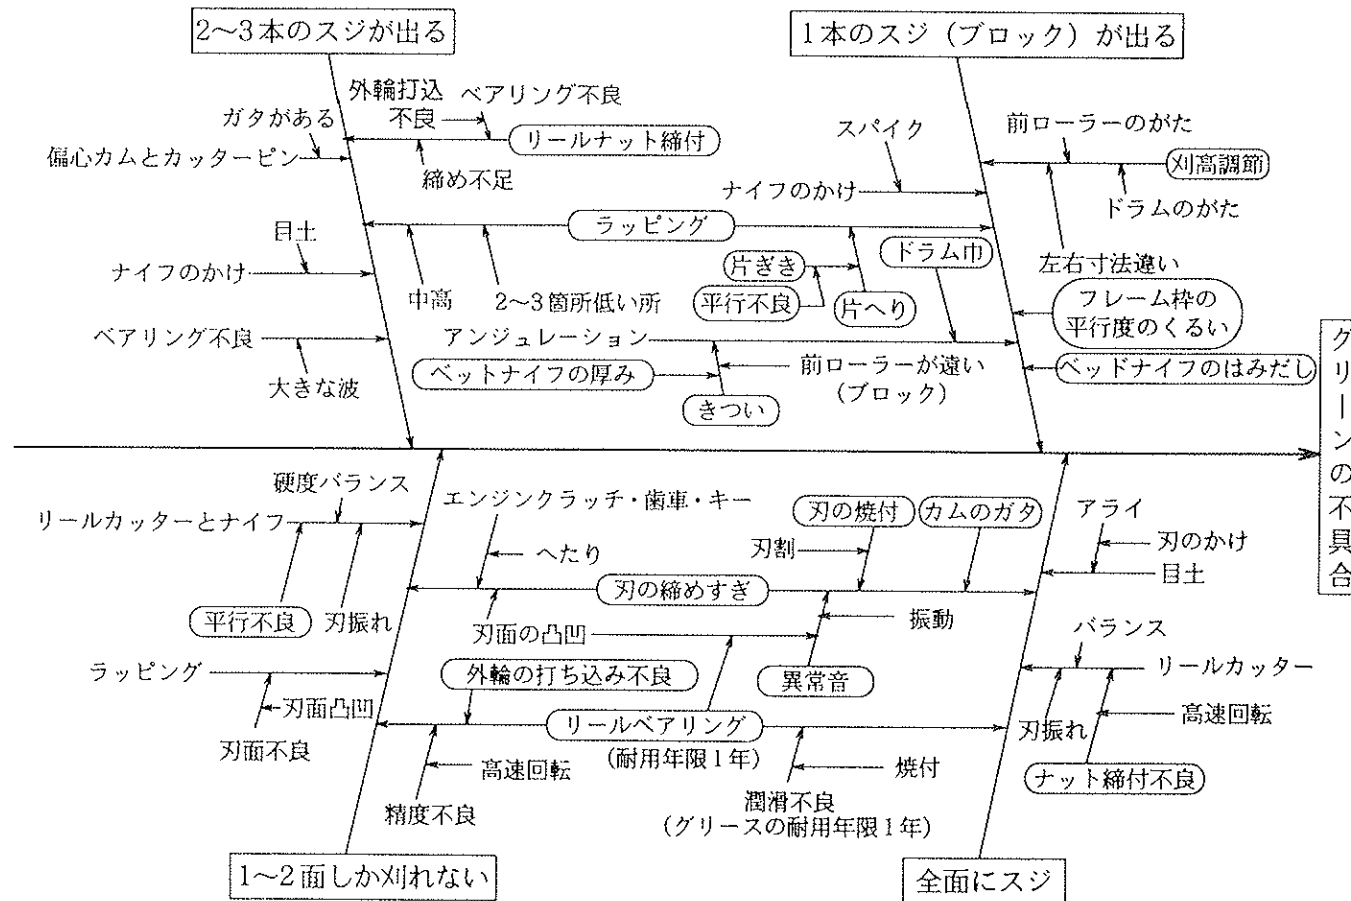 2〜3本のスジが出る
1本のスジ（ブロック）が出る
外輪打込
不良
ベアリング不良
ガタがある
リールナット締付
偏心カムとカッターピン
締め不足
スパイク
前ローラーのがた
刈高調節
ナイフのかけ
ドラムのがた
目土
ラッピング
ドラム巾
ナイフのかけ
片ぎき
左右寸法違い
中高
2〜3箇所低い所
平行不良
片へり
フレーム枠の
平行度のくるい
ベアリング不良
アンジュレーション
大きな波
ベットナイフの厚み
前ローラーが遠い
（ブロック）
ベッドナイフのはみだし
きつい
グリーンの不具合
硬度バランス
エンジンクラッチ・歯車・キー
リールカッターとナイフ
刃の焼付
カムのガタ
アライ
へたり
刃割
刃のかけ
目土
刃の締めすぎ
平行不良
刃振れ
刃面の凸凹
振動
バランス
ラッピング
外輪の打ち込み不良
異常音
リールカッター
刃面凸凹
リールベアリング
（耐用年限1年）
刃振れ
高速回転
刃面不良
高速回転
焼付
ナット締付不良
精度不良
潤滑不良
（グリースの耐用年限1年）
1〜2面しか刈れない
全面にスジ